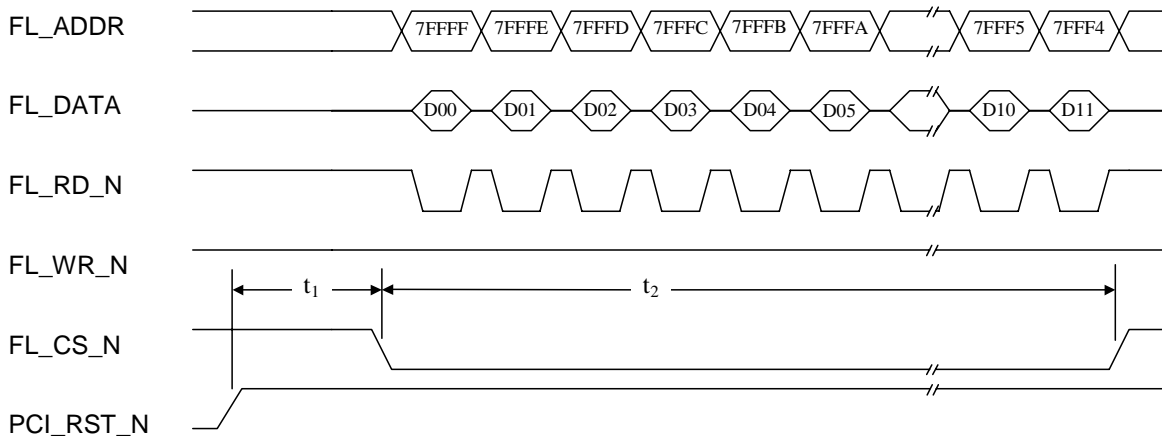 FL_ADDR
7FFFF 7FFFE 7FFFD 7FFFC 7FFFB 7FFFA 7FFF5 7FFF4
FL_DATA
D00 D01 D02 D03 D04 D05 D10 D11
FL_RD_N
FL_WR_N
t1 t2
FL_CS_N
PCI_RST_N